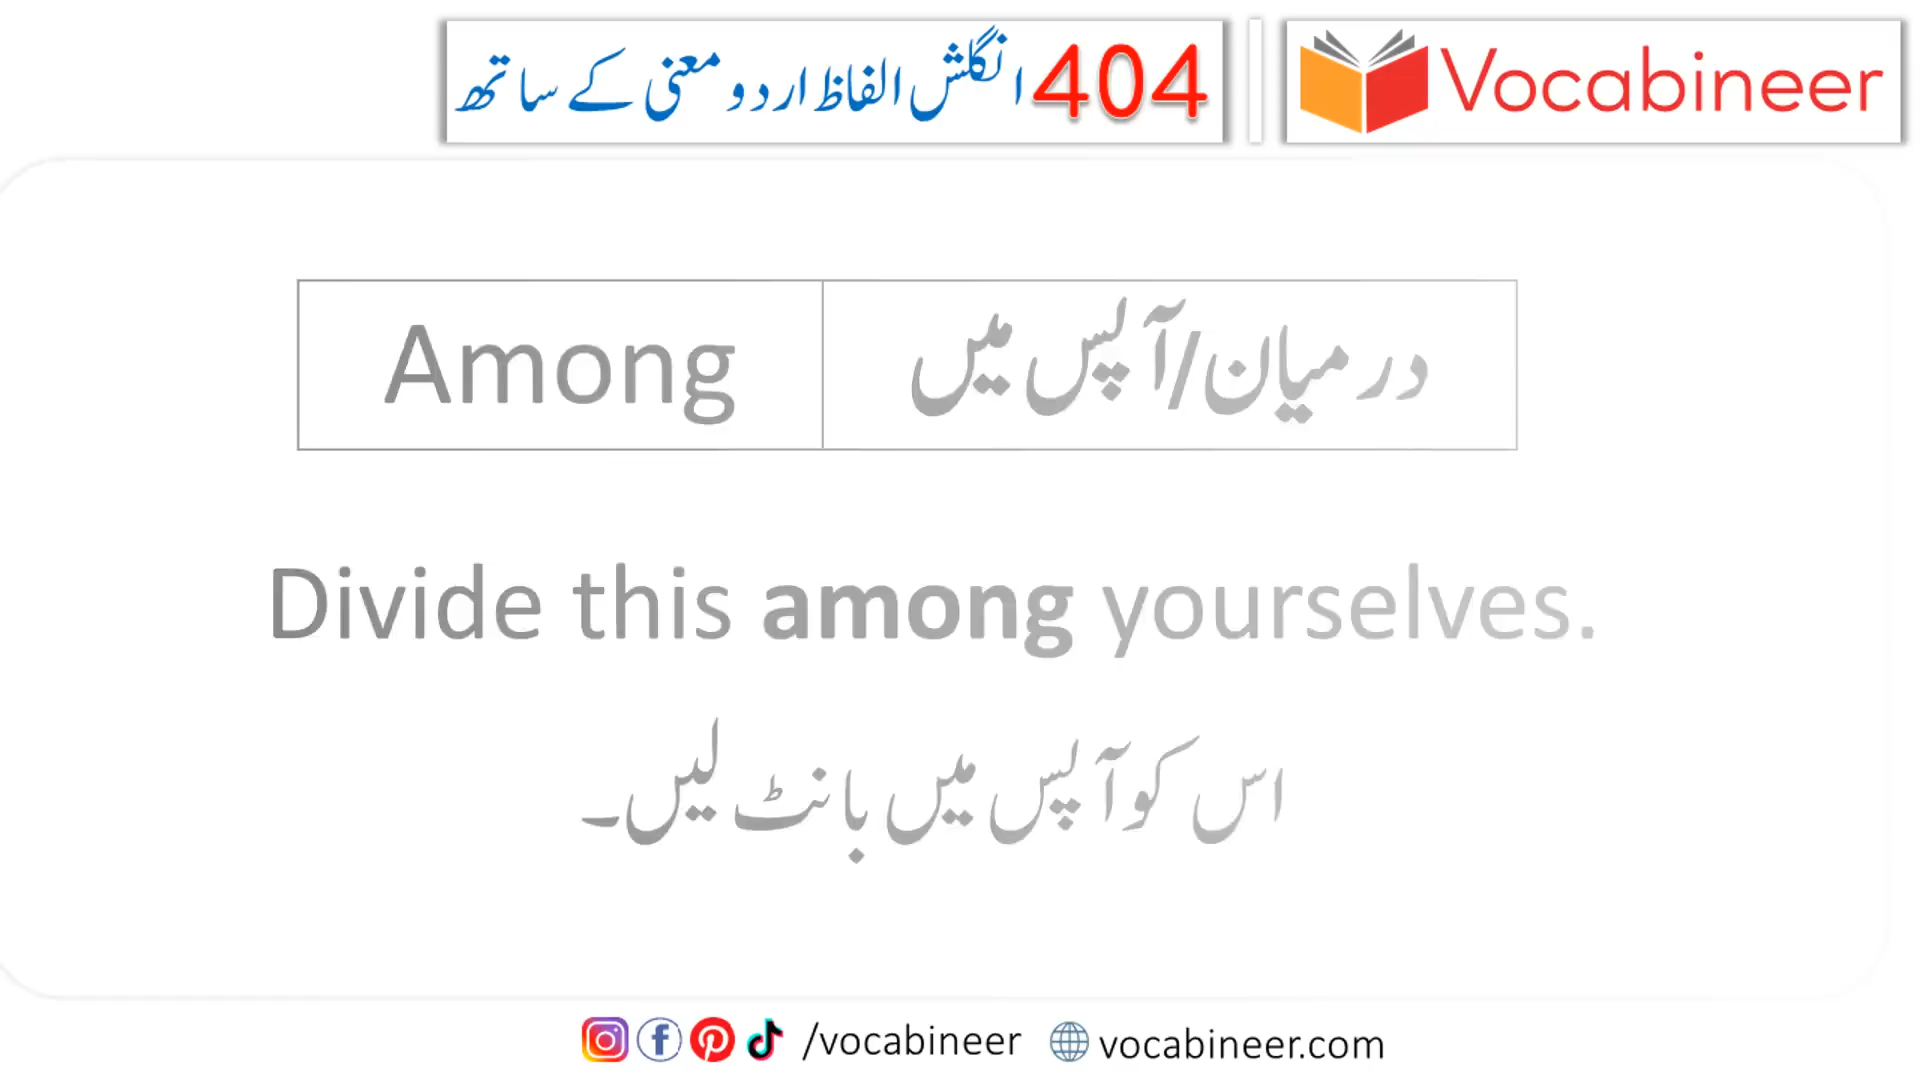 404 انگلش الفاظ اردو معنی کے ساتھ
Vocabineer
Among
درمیان/آپس میں
Divide this among yourselves.
اس کو آپس میں بانٹ لیں۔
/vocabineer
vocabineer.com